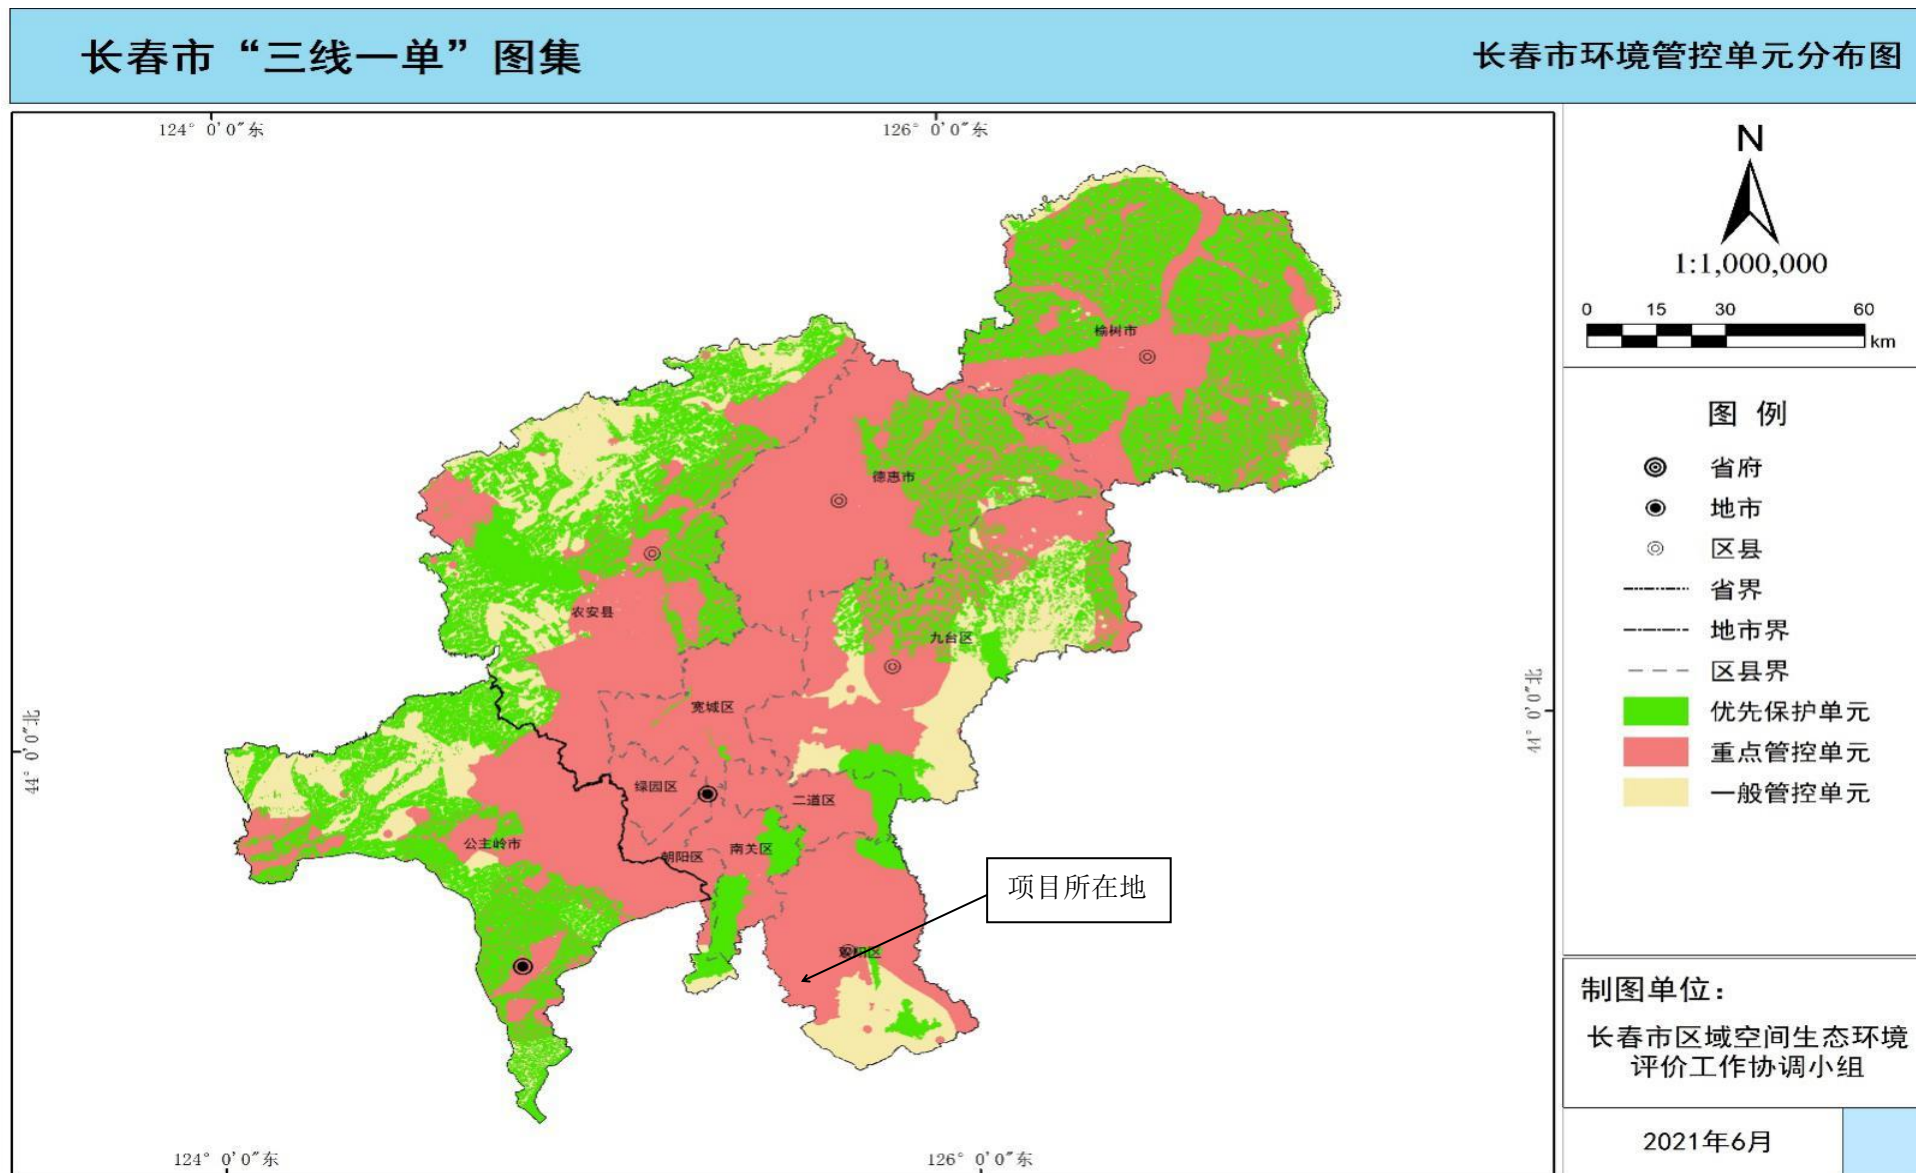 长春市“三线一单”图集
长春市环境管控单元分布图
124° 0′0″东
126° 0′0″东
N
1:1,000,000
0 15 30 60
km
榆树市
德惠市
农安县
九台区
宽城区
绿园区
二道区
公主岭市
朝阳区
南关区
44° 0′0″北
44° 0′0″北
项目所在地
图 例
省府
地市
区县
省界
地市界
区县界
优先保护单元
重点管控单元
一般管控单元
制图单位：
长春市区域空间生态环境
评价工作协调小组
2021年6月
124° 0′0″东
126° 0′0″东